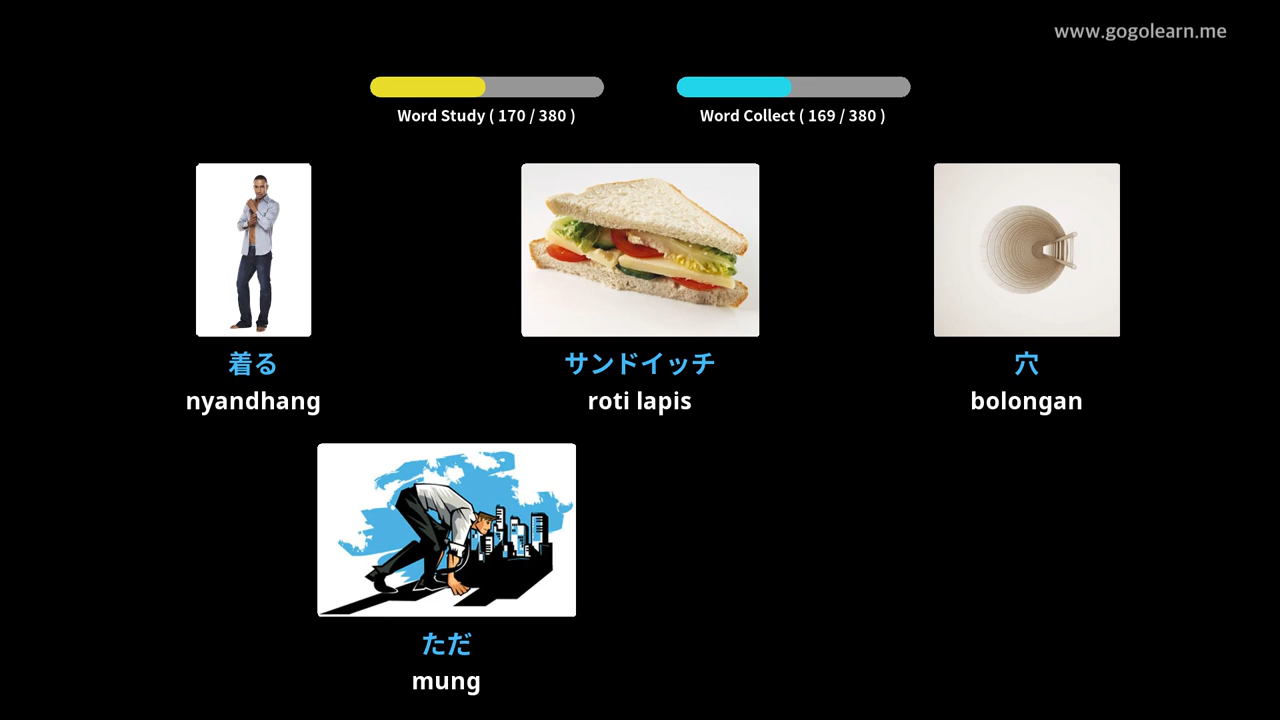 www.gogolearn.me
Word Study ( 170 / 380 )
Word Collect ( 169 / 380 )
着る
nyandhang
サンドイッチ
roti lapis
穴
bolongan
ただ
mung